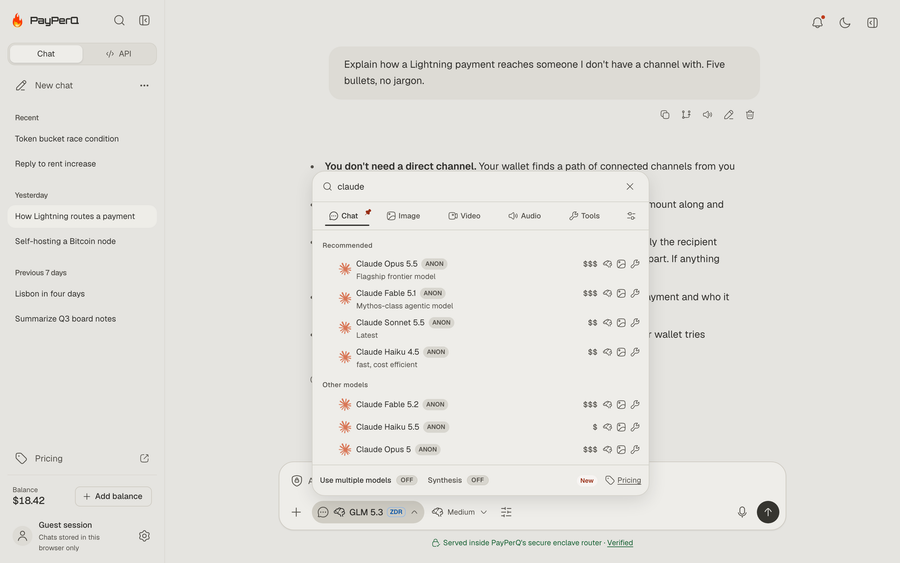 PayPerQ
Chat
API
New chat
Recent
Token bucket race condition
Reply to rent increase
Yesterday
How Lightning routes a payment
Self-hosting a Bitcoin node
Previous 7 days
Lisbon in four days
Summarize Q3 board notes
Pricing
Balance
$18.42
Add balance
Guest session
Chats stored in this
browser only
Explain how a Lightning payment reaches someone I don't have a channel with. Five
bullets, no jargon.
You don't need a direct channel. Your wallet finds a path of connected channels from you
mount along and
ly the recipient
part. If anything
ayment and who it
r wallet tries
claude
Chat
Image
Video
Audio
Tools
Recommended
Claude Opus 5.5 ANON $$$
Flagship frontier model
Claude Fable 5.1 ANON $$$
Mythos-class agentic model
Claude Sonnet 5.5 ANON $$
Latest
Claude Haiku 4.5 ANON $$
fast, cost efficient
Other models
Claude Fable 5.2 ANON $$$
Claude Haiku 5.5 ANON $
Claude Opus 5 ANON $$$
Use multiple models OFF Synthesis OFF New Pricing
GLM 5.3 ZDR Medium
Served inside PayPerQ's secure enclave router · Verified